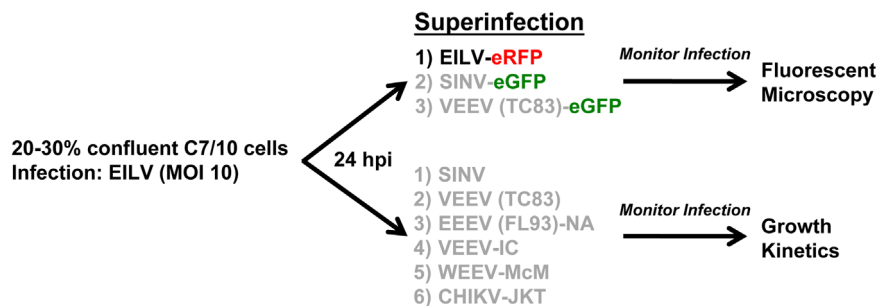 Superinfection
1) EILV-eRFP
2) SINV-eGFP
3) VEEV (TC83)-eGFP
Monitor Infection
Fluorescent
Microscopy
20-30% confluent C7/10 cells
Infection: EILV (MOI 10)
24 hpi
1) SINV
2) VEEV (TC83)
3) EEEV (FL93)-NA
4) VEEV-IC
5) WEEV-McM
6) CHIKV-JKT
Monitor Infection
Growth
Kinetics